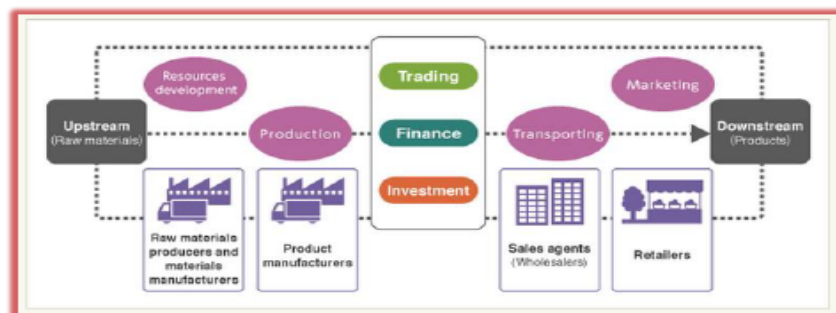 Resources
development
Trading
Marketing
Upstream
(Raw materials)
Production
Finance
Transporting
Downstream
(Products)
Investment
Raw materials
producers and
materials
manufacturers
Product
manufacturers
Sales agents
(Wholesalers)
Retailers